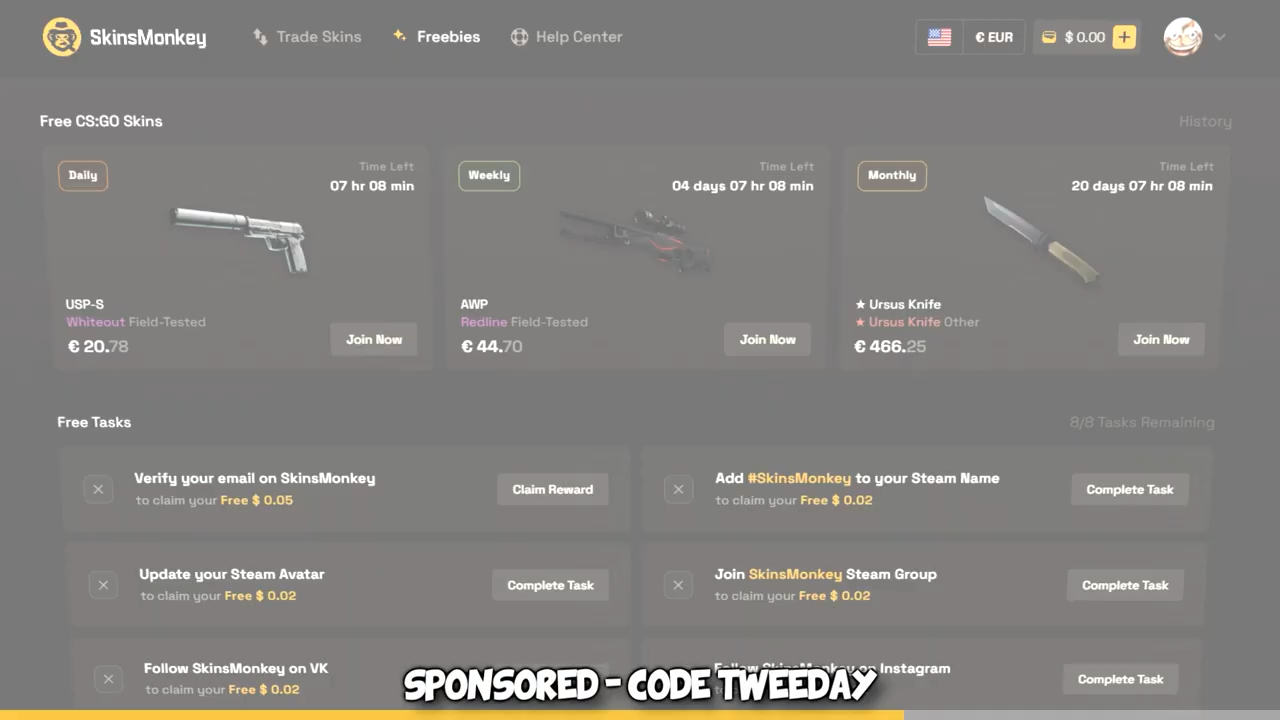 SkinsMonkey
Trade Skins
Freebies
Help Center
€ EUR
$ 0.00
+
Free CS:GO Skins
History
Daily
Time Left
07 hr 08 min
USP-S
Whiteout Field-Tested
€ 20.78
Join Now
Weekly
Time Left
04 days 07 hr 08 min
AWP
Redline Field-Tested
€ 44.70
Join Now
Monthly
Time Left
20 days 07 hr 08 min
★ Ursus Knife
★ Ursus Knife Other
€ 466.25
Join Now
Free Tasks
8/8 Tasks Remaining
Verify your email on SkinsMonkey
to claim your Free $ 0.05
Claim Reward
Add #SkinsMonkey to your Steam Name
to claim your Free $ 0.02
Complete Task
Update your Steam Avatar
to claim your Free $ 0.02
Complete Task
Join SkinsMonkey Steam Group
to claim your Free $ 0.02
Complete Task
Follow SkinsMonkey on VK
to claim your Free $ 0.02
Follow SkinsMonkey on Instagram
Complete Task
SPONSORED - CODE TWEEDAY